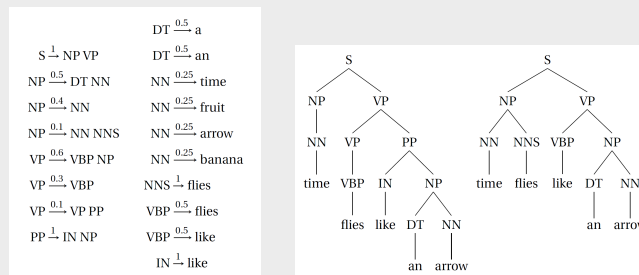 DT 0.5→ a
S 1→ NP VP
DT 0.5→ an
NP 0.5→ DT NN
NN 0.25→ time
NP 0.4→ NN
NN 0.25→ fruit
NP 0.1→ NN NNS
NN 0.25→ arrow
VP 0.6→ VBP NP
NN 0.25→ banana
VP 0.3→ VBP
NNS 1→ flies
VP 0.1→ VP PP
VBP 0.5→ flies
PP 1→ IN NP
VBP 0.5→ like
IN 1→ like
S
NP VP
NN VP PP
time VBP IN NP
flies like DT NN
an arrow
S
NP VP
NN NNS VBP NP
time flies like DT NN
an arrow